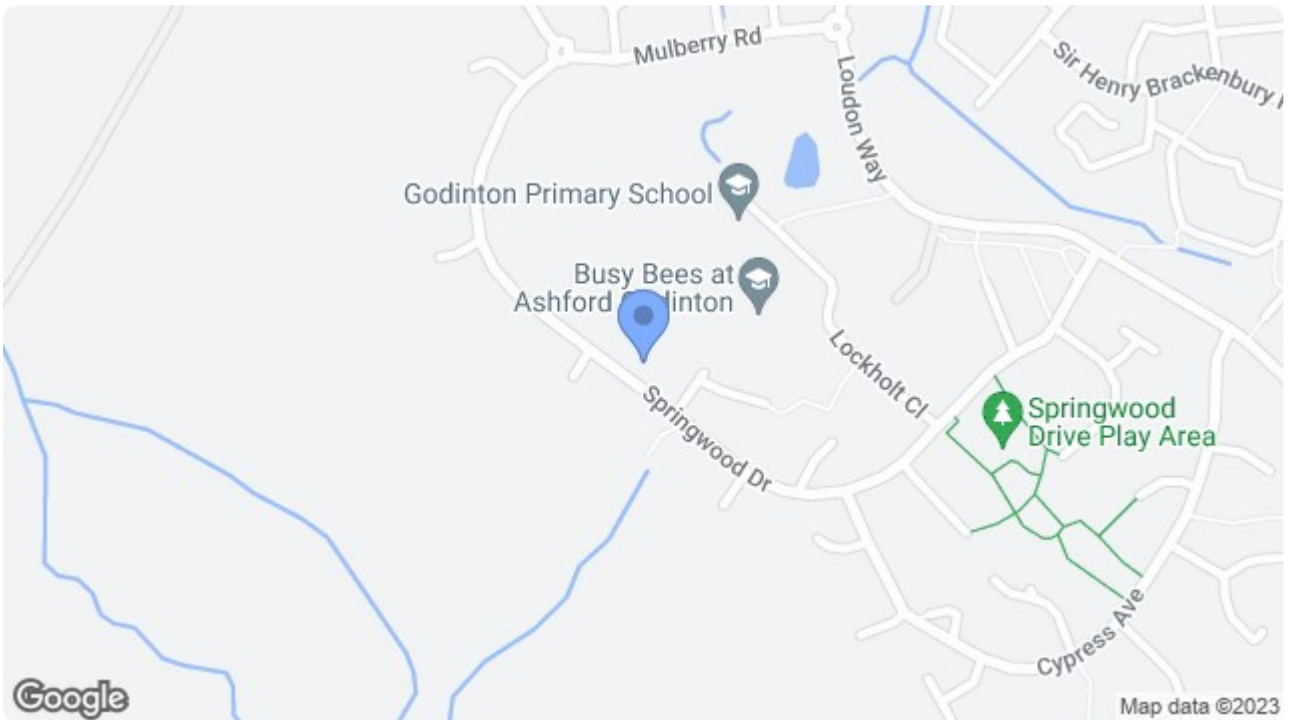 Mulberry Rd
Loudon Way
Sir Henry Brackenbury
Godinton Primary School
Busy Bees at
Ashford Godinton
Lockholt Cl
Springwood Dr
Springwood
Drive Play Area
Cypress Ave
Google
Map data ©2023